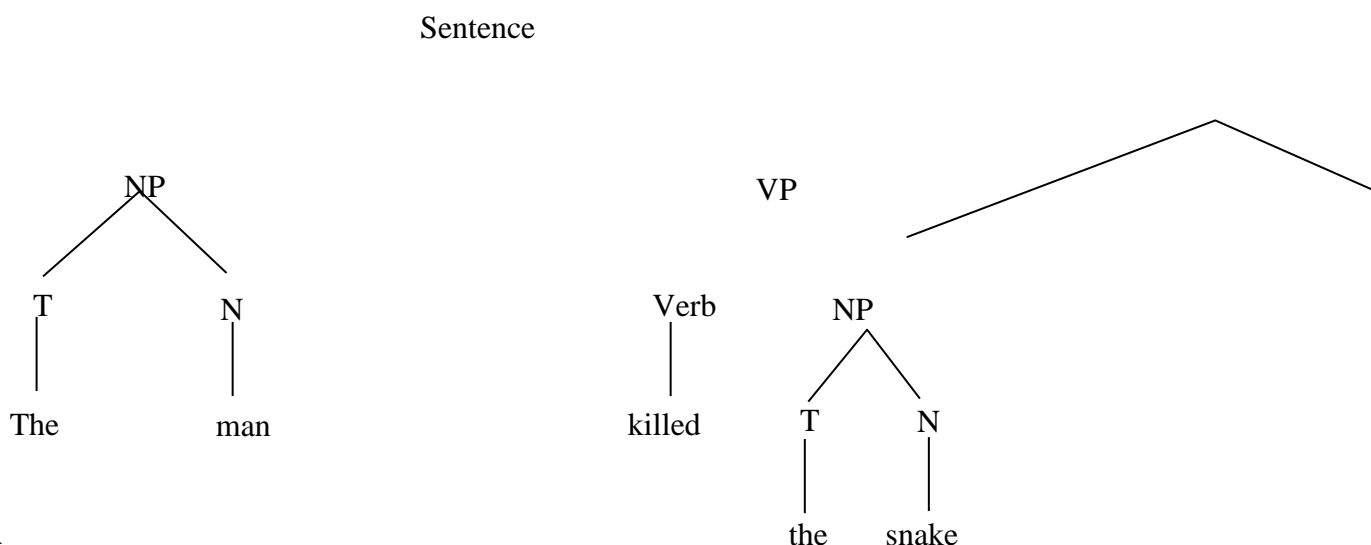 Sentence
NP VP
T N Verb NP
The man killed T N
the snake